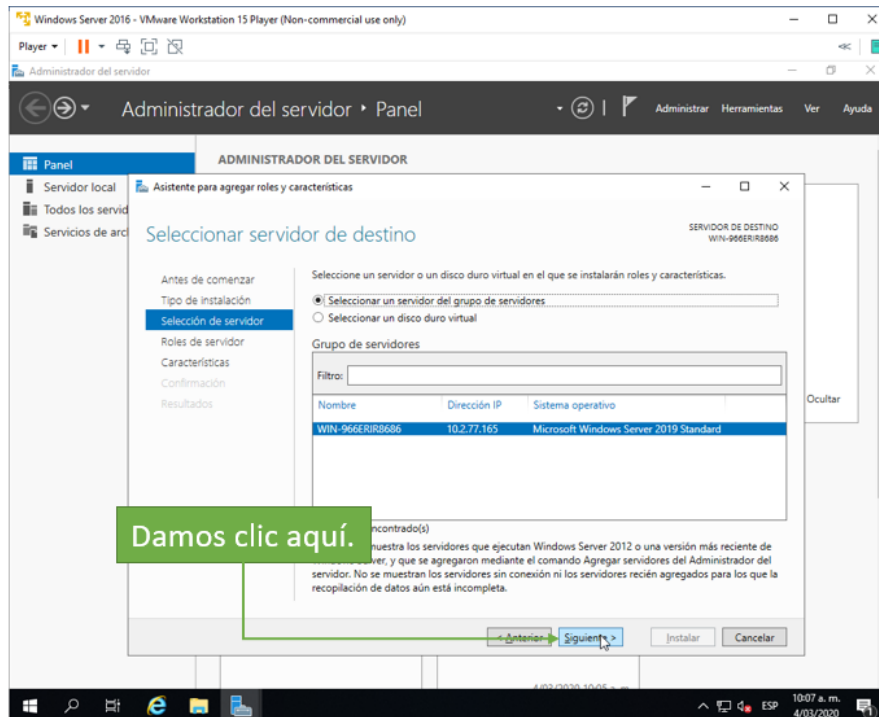 Windows Server 2016 - VMware Workstation 15 Player (Non-commercial use only)
Player
Administrador del servidor
Administrador del servidor • Panel
Administrar Herramientas Ver Ayuda
Panel
Servidor local
Todos los servid
Servicios de arc
ADMINISTRADOR DEL SERVIDOR
Asistente para agregar roles y características
Seleccionar servidor de destino
SERVIDOR DE DESTINO
WIN-966ERIR8686
Antes de comenzar
Tipo de instalación
Selección de servidor
Roles de servidor
Características
Confirmación
Resultados
Seleccione un servidor o un disco duro virtual en el que se instalarán roles y características.
Seleccionar un servidor del grupo de servidores
Seleccionar un disco duro virtual
Grupo de servidores
Filtro:
Nombre Dirección IP Sistema operativo
WIN-966ERIR8686 10.2.77.165 Microsoft Windows Server 2019 Standard
Ocultar
Damos clic aquí.
ncontrado(s)
nuestra los servidores que ejecutan Windows Server 2012 o una versión más reciente de
ver, y que se agregaron mediante el comando Agregar servidores del Administrador del
servidor. No se muestran los servidores sin conexión ni los servidores recién agregados para los que la
recopilación de datos aún está incompleta.
< Anterior Siguiente > Instalar Cancelar
4/03/2020 10:05 a. m.
ESP
10:07 a. m.
4/03/2020
1